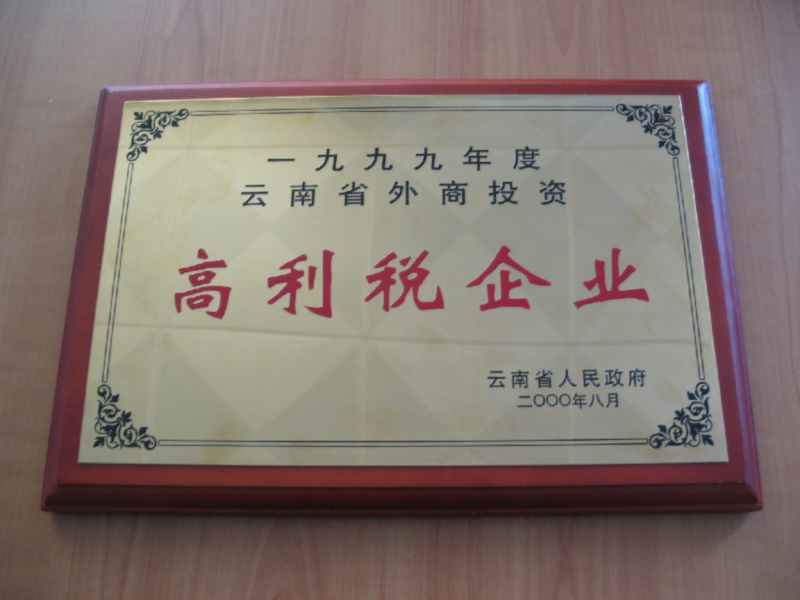 一九九九年度
云南省外商投资
高利税企业
云南省人民政府
二〇〇〇年八月